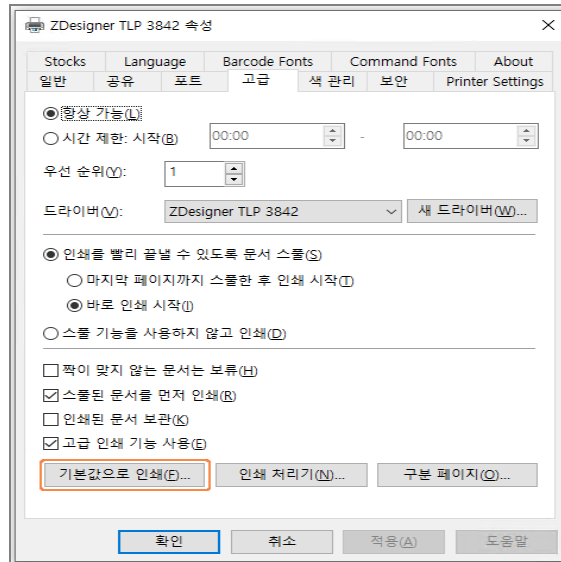 ZDesigner TLP 3842 속성
Stocks Language Barcode Fonts Command Fonts About
일반 공유 포트 고급 색 관리 보안 Printer Settings
항상 가능(L)
시간 제한: 시작(B) 00:00 - 00:00
우선 순위(Y): 1
드라이버(V): ZDesigner TLP 3842 새 드라이버(W)...
인쇄를 빨리 끝낼 수 있도록 문서 스풀(S)
마지막 페이지까지 스풀한 후 인쇄 시작(T)
바로 인쇄 시작(I)
스풀 기능을 사용하지 않고 인쇄(D)
짝이 맞지 않는 문서는 보류(H)
스풀된 문서를 먼저 인쇄(R)
인쇄된 문서 보관(K)
고급 인쇄 기능 사용(E)
기본값으로 인쇄(F)... 인쇄 처리기(N)... 구분 페이지(O)...
확인 취소 적용(A) 도움말